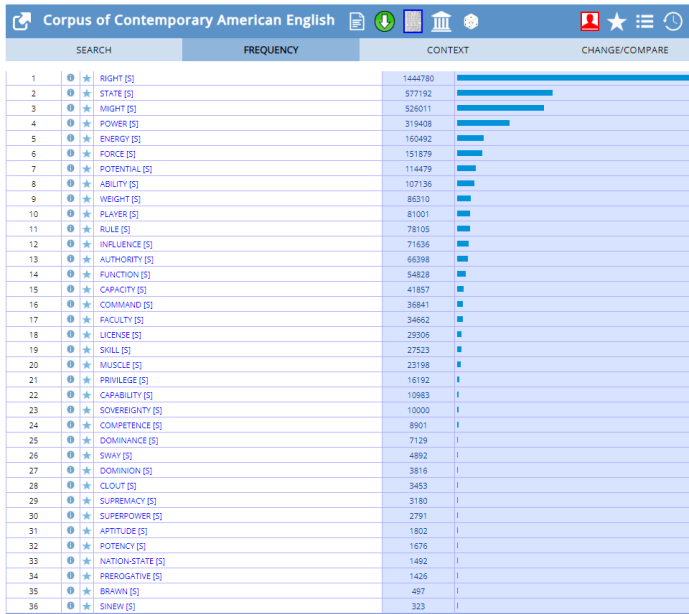 Corpus of Contemporary American English
SEARCH FREQUENCY CONTEXT CHANGE/COMPARE
1 RIGHT [S] 1444780
2 STATE [S] 577192
3 MIGHT [S] 526011
4 POWER [S] 319408
5 ENERGY [S] 160492
6 FORCE [S] 151879
7 POTENTIAL [S] 114479
8 ABILITY [S] 107136
9 WEIGHT [S] 86310
10 PLAYER [S] 81001
11 RULE [S] 78105
12 INFLUENCE [S] 71636
13 AUTHORITY [S] 66398
14 FUNCTION [S] 54828
15 CAPACITY [S] 41857
16 COMMAND [S] 36841
17 FACULTY [S] 34662
18 LICENSE [S] 29306
19 SKILL [S] 27523
20 MUSCLE [S] 23198
21 PRIVILEGE [S] 16192
22 CAPABILITY [S] 10983
23 SOVEREIGNTY [S] 10000
24 COMPETENCE [S] 8901
25 DOMINANCE [S] 7129
26 SWAY [S] 4892
27 DOMINION [S] 3816
28 CLOUT [S] 3453
29 SUPREMACY [S] 3180
30 SUPERPOWER [S] 2791
31 APTITUDE [S] 1802
32 POTENCY [S] 1676
33 NATION-STATE [S] 1492
34 PREROGATIVE [S] 1426
35 BRAWN [S] 497
36 SINEW [S] 323